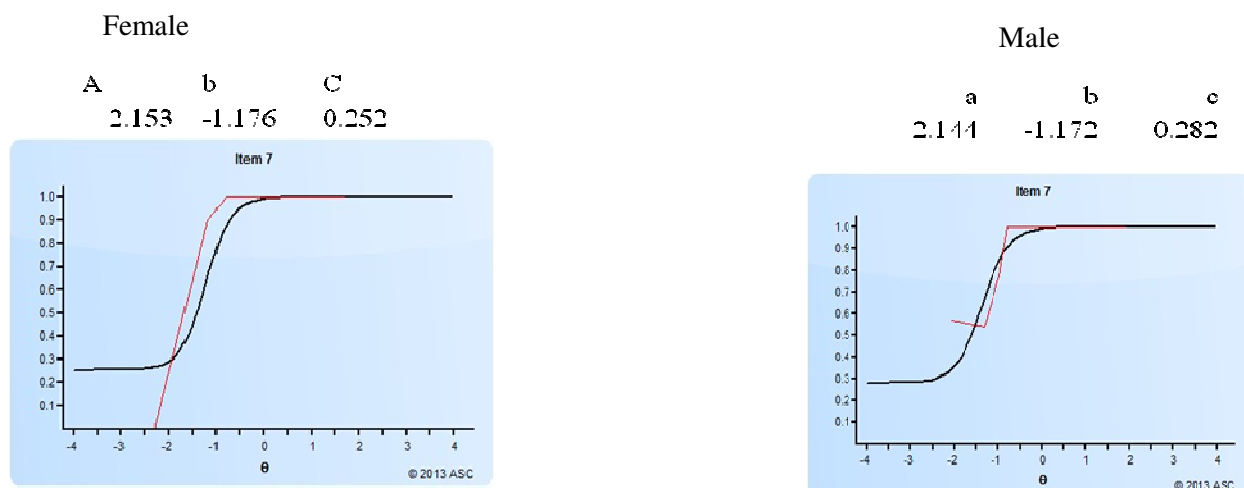 Female
A b C
2.153 -1.176 0.252
Item 7
1.0
0.9
0.8
0.7
0.6
0.5
0.4
0.3
0.2
0.1
-4 -3 -2 -1 0 1 2 3 4
θ
© 2013 ASC
Male
a b c
2.144 -1.172 0.282
Item 7
1.0
0.9
0.8
0.7
0.6
0.5
0.4
0.3
0.2
0.1
-4 -3 -2 -1 0 1 2 3 4
θ
© 2013 ASC